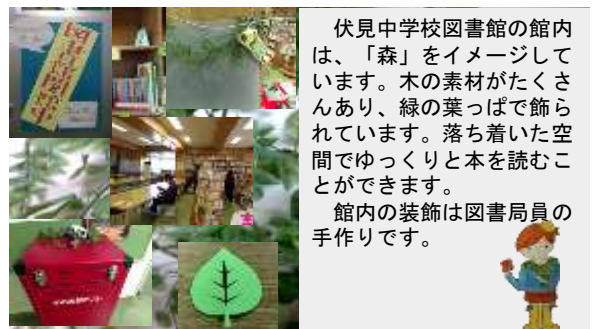 伏見中学校図書館の館内
は、「森」をイメージして
います。木の素材がたくさ
んあり、緑の葉っぱで飾ら
れています。落ち着いた空
間でゆっくりと本を読むこ
とができます。
館内の装飾は図書局員の
手作りです。